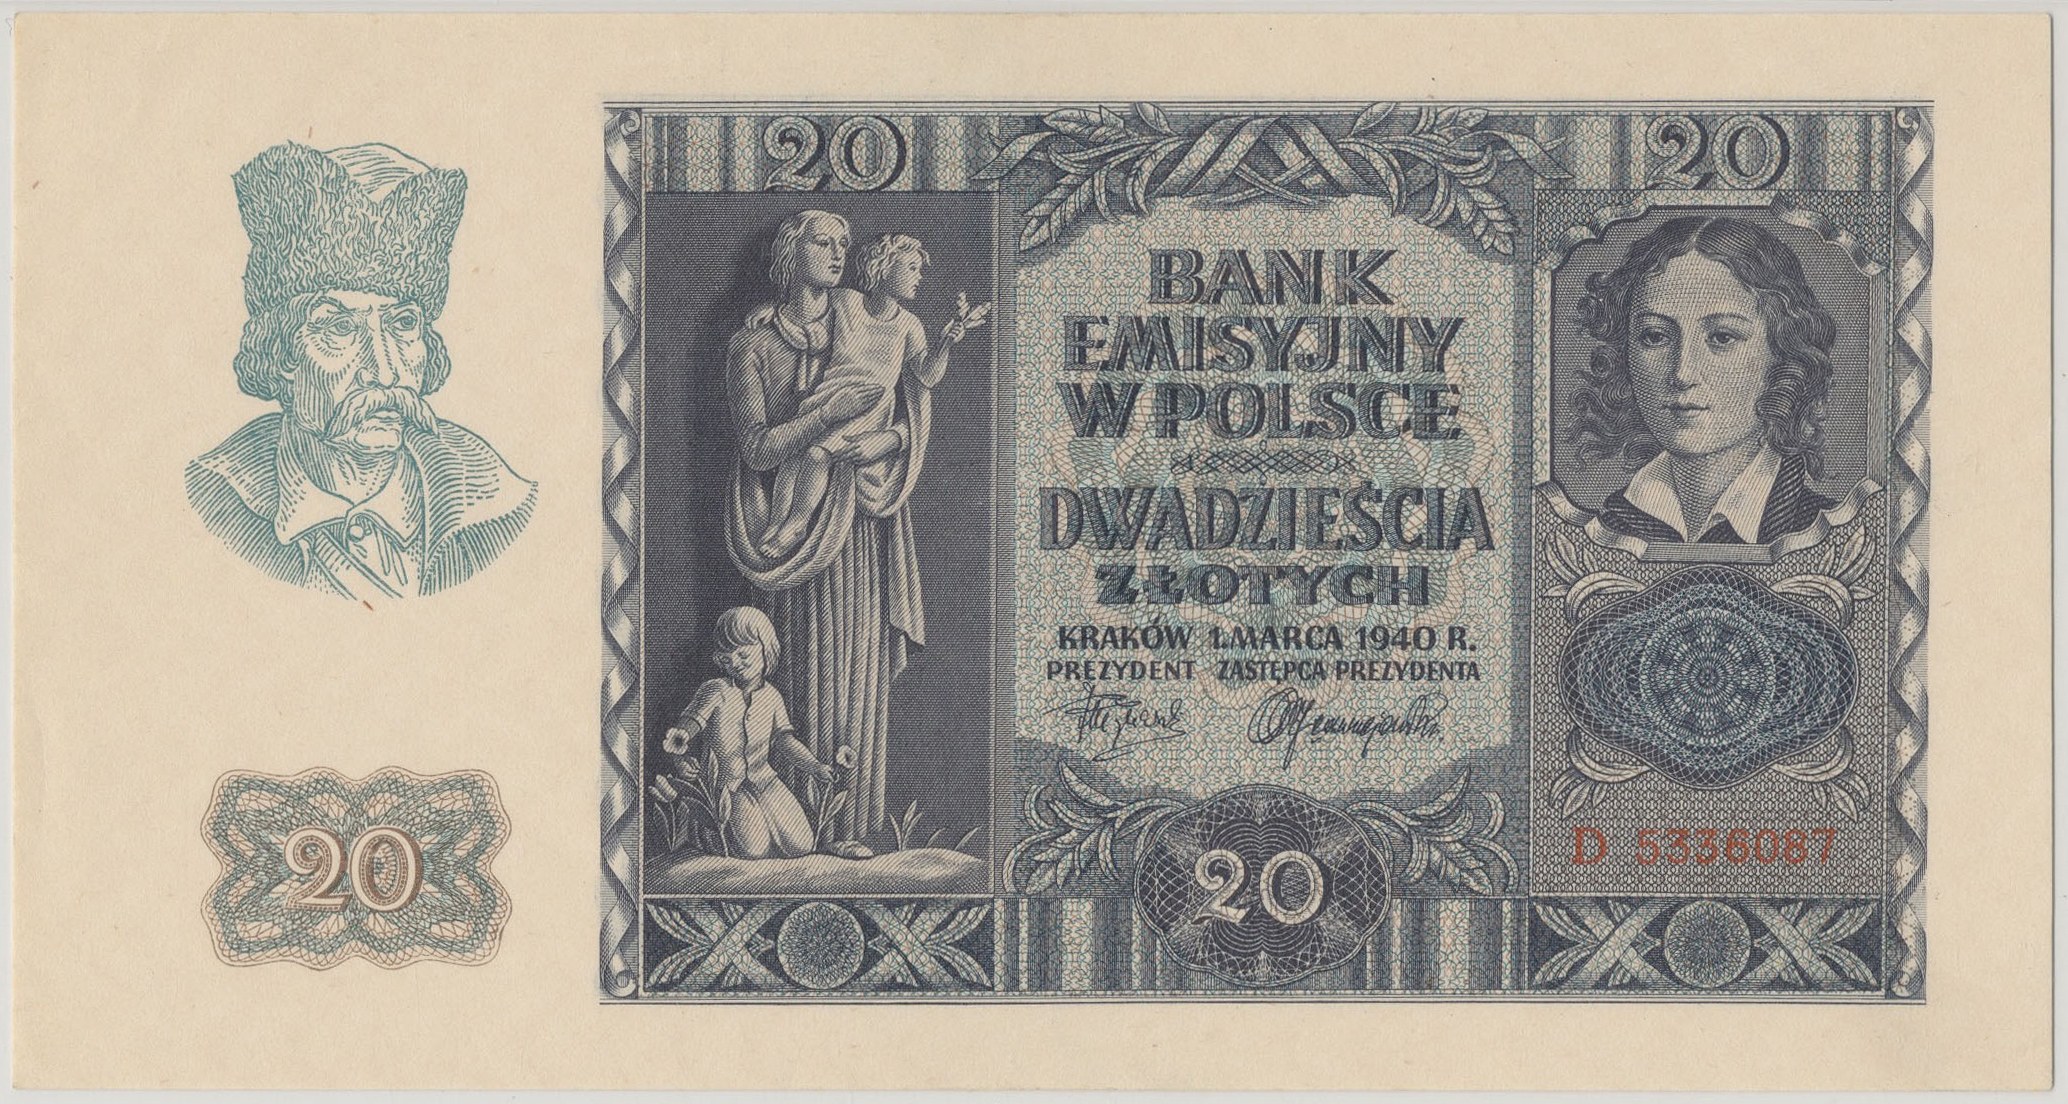 20
20
BANK
EMISYJNY
W POLSCE
DWADZIEŚCIA
ZŁOTYCH
KRAKÓW 1.MARCA 1940 R.
PREZYDENT ZASTĘPCA PREZYDENTA
20
20
D 5336087